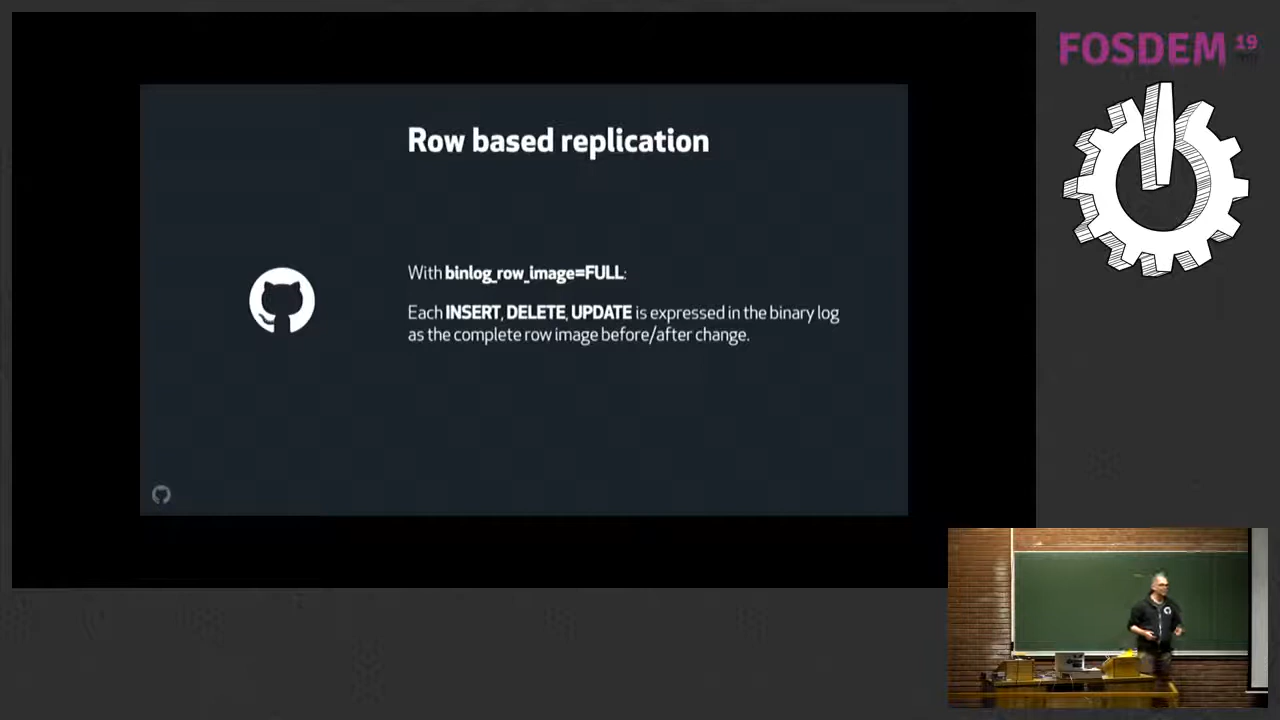 FOSDEM 19
Row based replication
With binlog_row_image=FULL:
Each INSERT, DELETE, UPDATE is expressed in the binary log
as the complete row image before/after change.